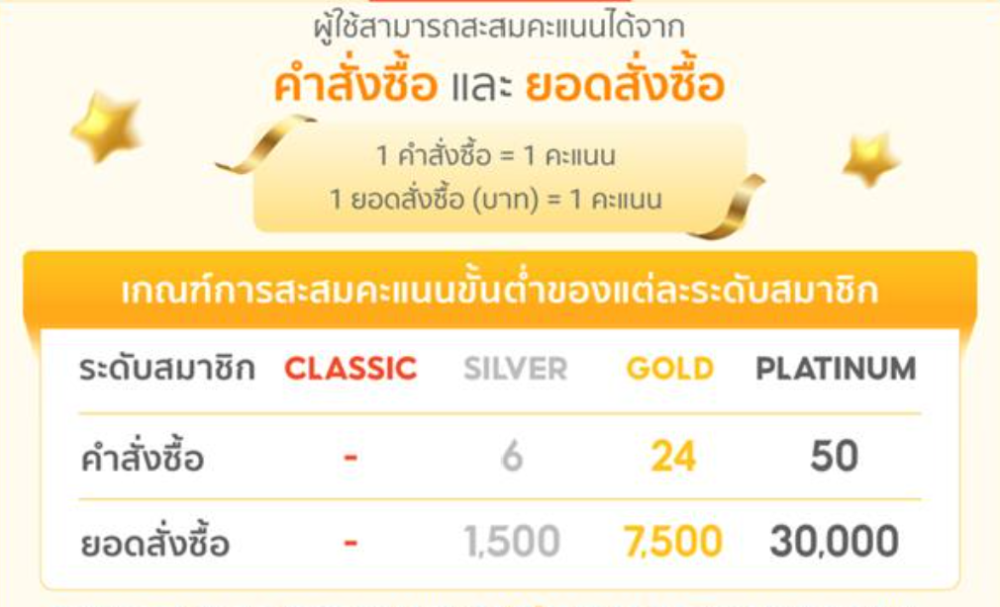 ผู้ใช้สามารถสะสมคะแนนได้จาก
คำสั่งซื้อ และ ยอดสั่งซื้อ
1 คำสั่งซื้อ = 1 คะแนน
1 ยอดสั่งซื้อ (บาท) = 1 คะแนน
เกณฑ์การสะสมคะแนนขั้นต่ำของแต่ละระดับสมาชิก
ระดับสมาชิก CLASSIC SILVER GOLD PLATINUM
คำสั่งซื้อ - 6 24 50
ยอดสั่งซื้อ - 1,500 7,500 30,000